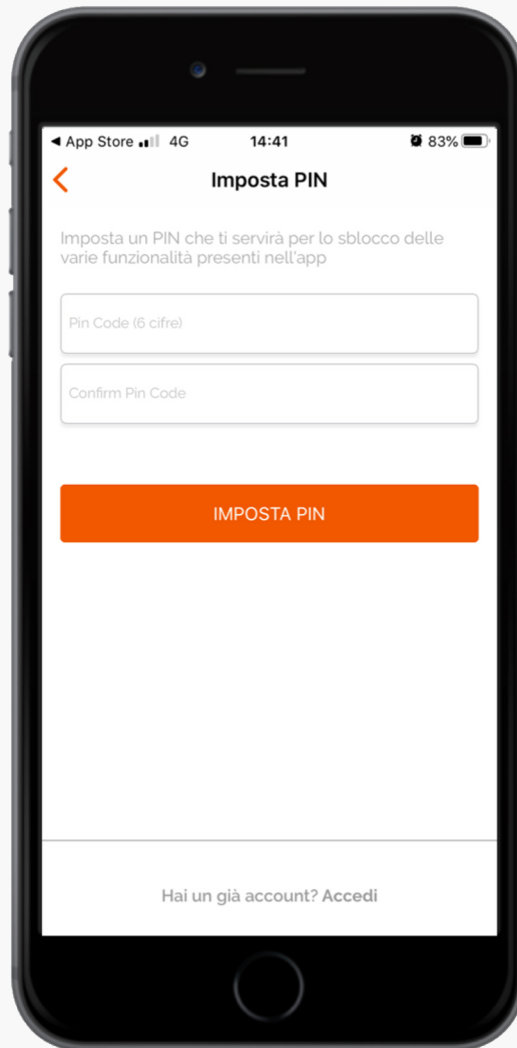 App Store 4G 14:41 83%
Imposta PIN
Imposta un PIN che ti servirà per lo sblocco delle
varie funzionalità presenti nell'app
Pin Code (6 cifre)
Confirm Pin Code
IMPOSTA PIN
Hai un già account? Accedi